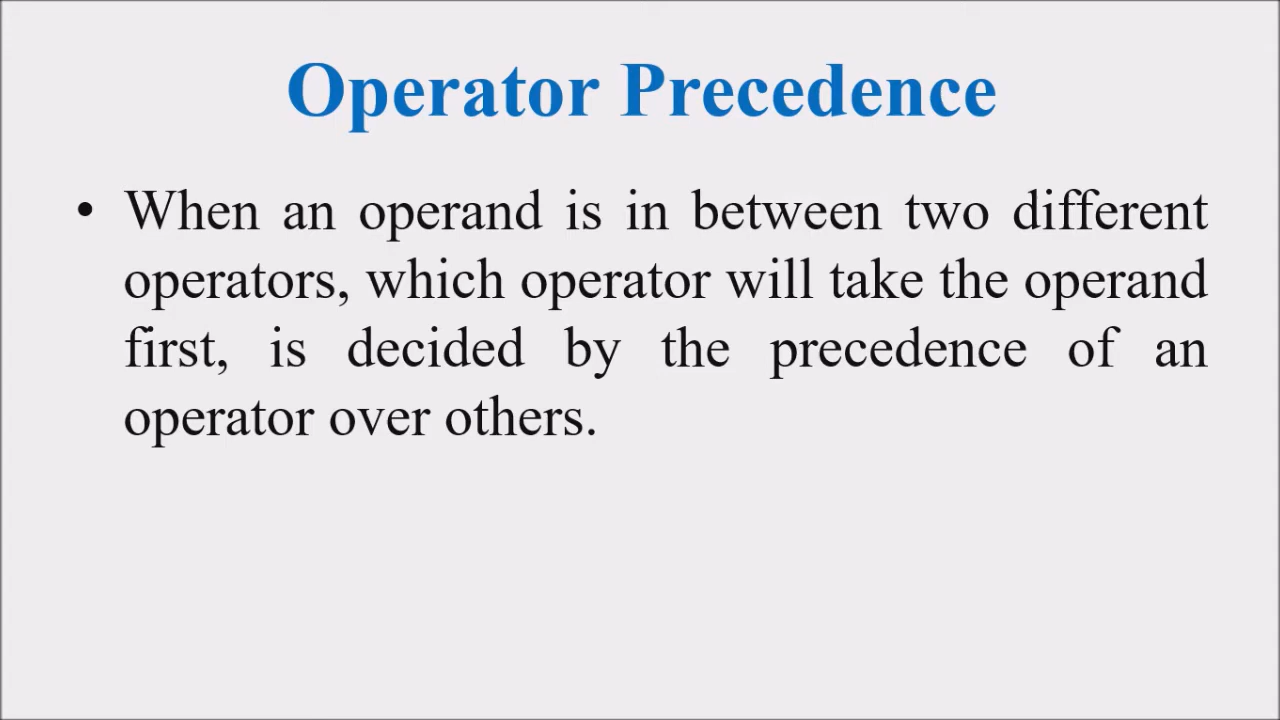 Operator Precedence
• When an operand is in between two different
operators, which operator will take the operand
first, is decided by the precedence of an
operator over others.